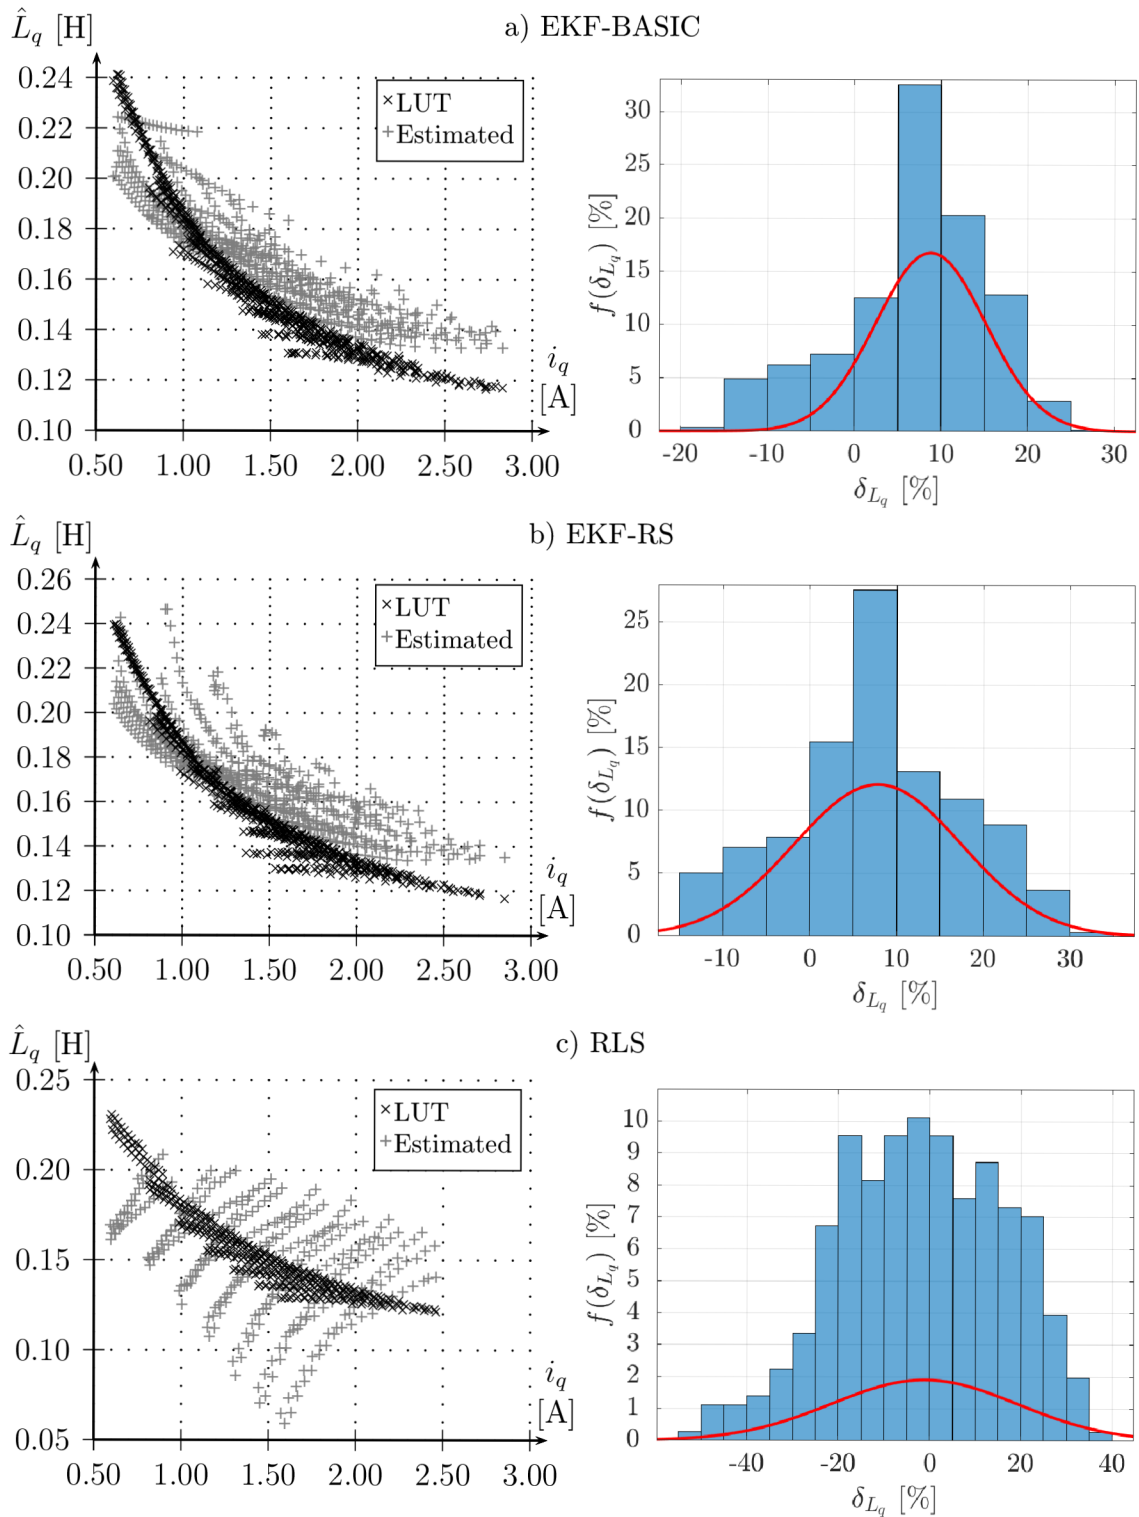 a) EKF-BASIC
L̂q [H]
0.24
0.22
0.20
0.18
0.16
0.14
0.12
0.10
0.50 1.00 1.50 2.00 2.50 3.00
iq
[A]
×LUT
+Estimated
f(δLq) [%]
30
25
20
15
10
5
0
-20 -10 0 10 20 30
δLq [%]
b) EKF-RS
L̂q [H]
0.26
0.24
0.22
0.20
0.18
0.16
0.14
0.12
0.10
0.50 1.00 1.50 2.00 2.50 3.00
iq
[A]
×LUT
+Estimated
f(δLq) [%]
25
20
15
10
5
0
-10 0 10 20 30
δLq [%]
c) RLS
L̂q [H]
0.25
0.20
0.15
0.10
0.05
0.50 1.00 1.50 2.00 2.50 3.00
iq
[A]
×LUT
+Estimated
f(δLq) [%]
10
9
8
7
6
5
4
3
2
1
0
-40 -20 0 20 40
δLq [%]